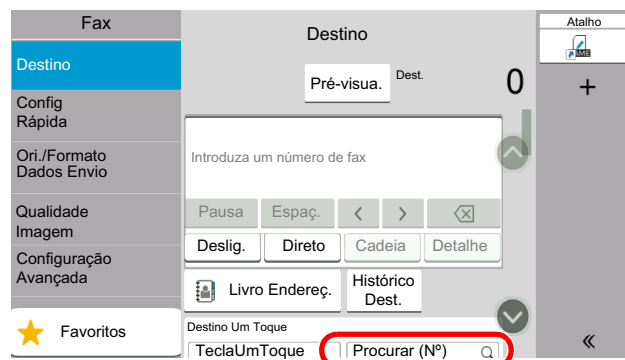 Fax
Destino
Config
Rápida
Ori./Formato
Dados Envio
Qualidade
Imagem
Configuração
Avançada
Favoritos
Destino
Pré-visua.
Dest.
0
Introduza um número de fax
Pausa
Espaç.
Deslig.
Direto
Cadeia
Detalhe
Livro Endereç.
Histórico
Dest.
Destino Um Toque
TeclaUmToque
Procurar (Nº)
Atalho
+